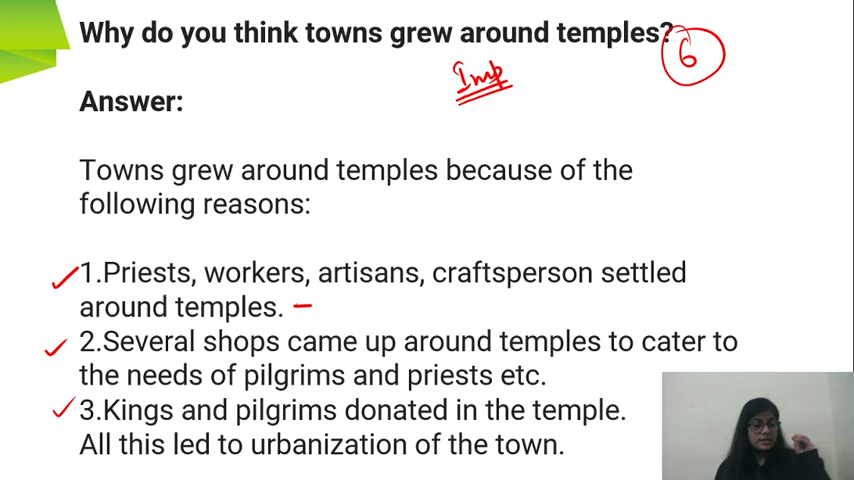 Why do you think towns grew around temples? 6
Imp
Answer:
Towns grew around temples because of the
following reasons:
1.Priests, workers, artisans, craftsperson settled
around temples. –
2.Several shops came up around temples to cater to
the needs of pilgrims and priests etc.
3.Kings and pilgrims donated in the temple.
All this led to urbanization of the town.